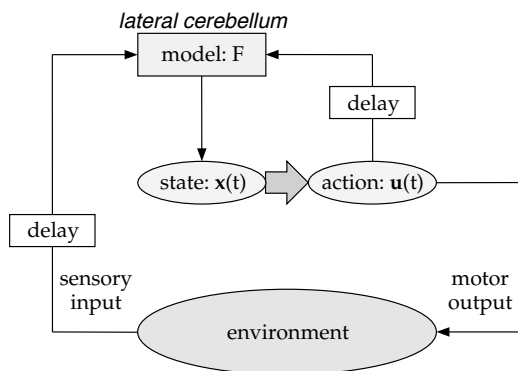 lateral cerebellum
model: F
delay
state: x(t)
action: u(t)
delay
sensory
input
motor
output
environment